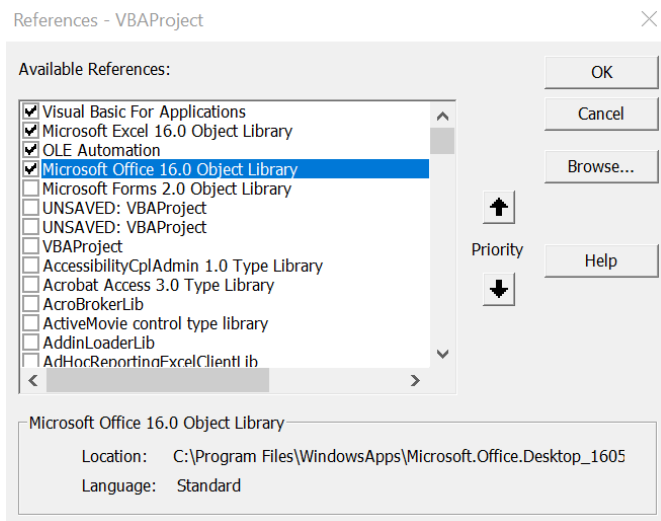 References - VBAProject
Available References:
Visual Basic For Applications
Microsoft Excel 16.0 Object Library
OLE Automation
Microsoft Office 16.0 Object Library
Microsoft Forms 2.0 Object Library
UNSAVED: VBAProject
UNSAVED: VBAProject
VBAProject
AccessibilityCplAdmin 1.0 Type Library
Acrobat Access 3.0 Type Library
AcroBrokerLib
ActiveMovie control type library
AddinLoaderLib
AdHocReportingExcelClientLib
OK
Cancel
Browse...
Priority
Help
Microsoft Office 16.0 Object Library
Location: C:\Program Files\WindowsApps\Microsoft.Office.Desktop_1605
Language: Standard